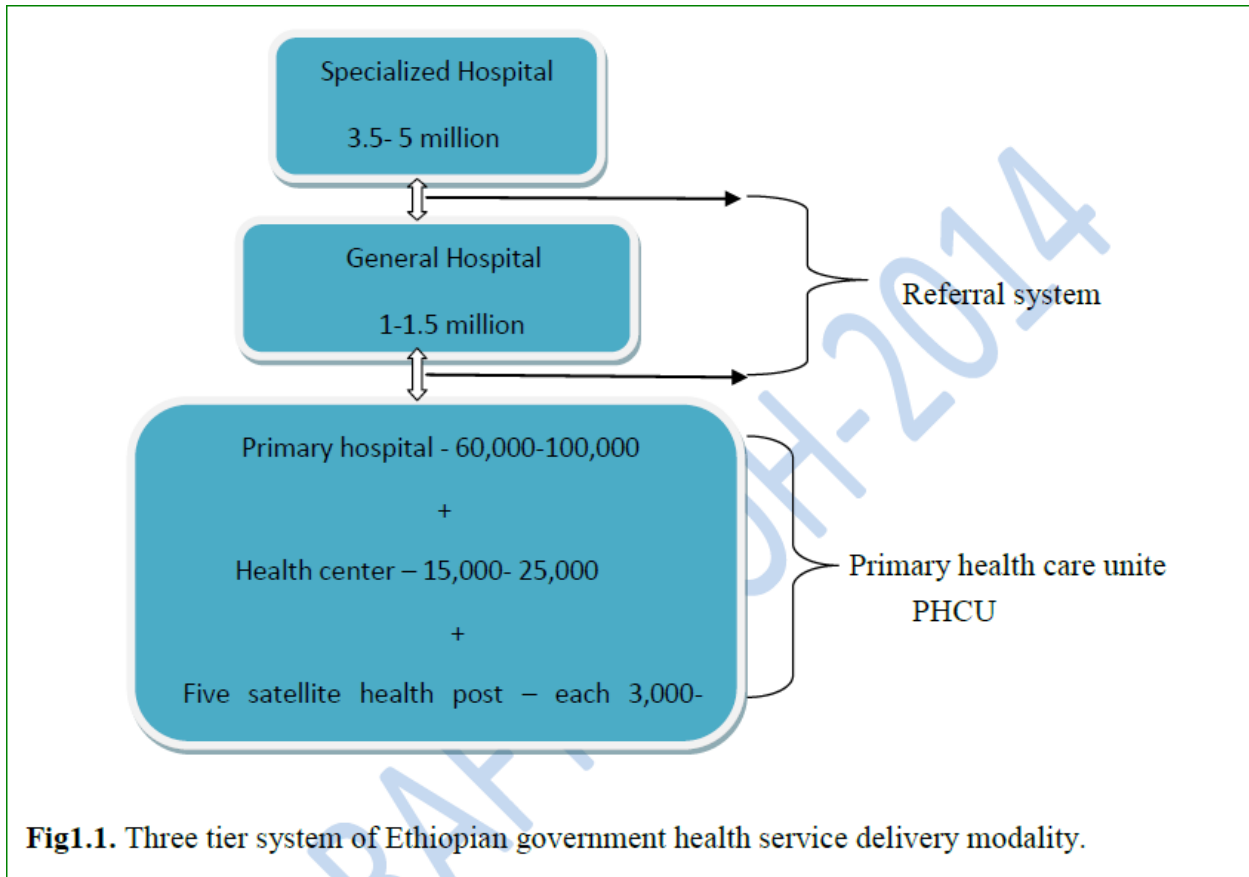 Specialized Hospital
3.5- 5 million
General Hospital
1-1.5 million
Referral system
Primary hospital - 60,000-100,000
+
Health center – 15,000- 25,000
+
Five satellite health post – each 3,000-
Primary health care unite
PHCU
Fig1.1. Three tier system of Ethiopian government health service delivery modality.